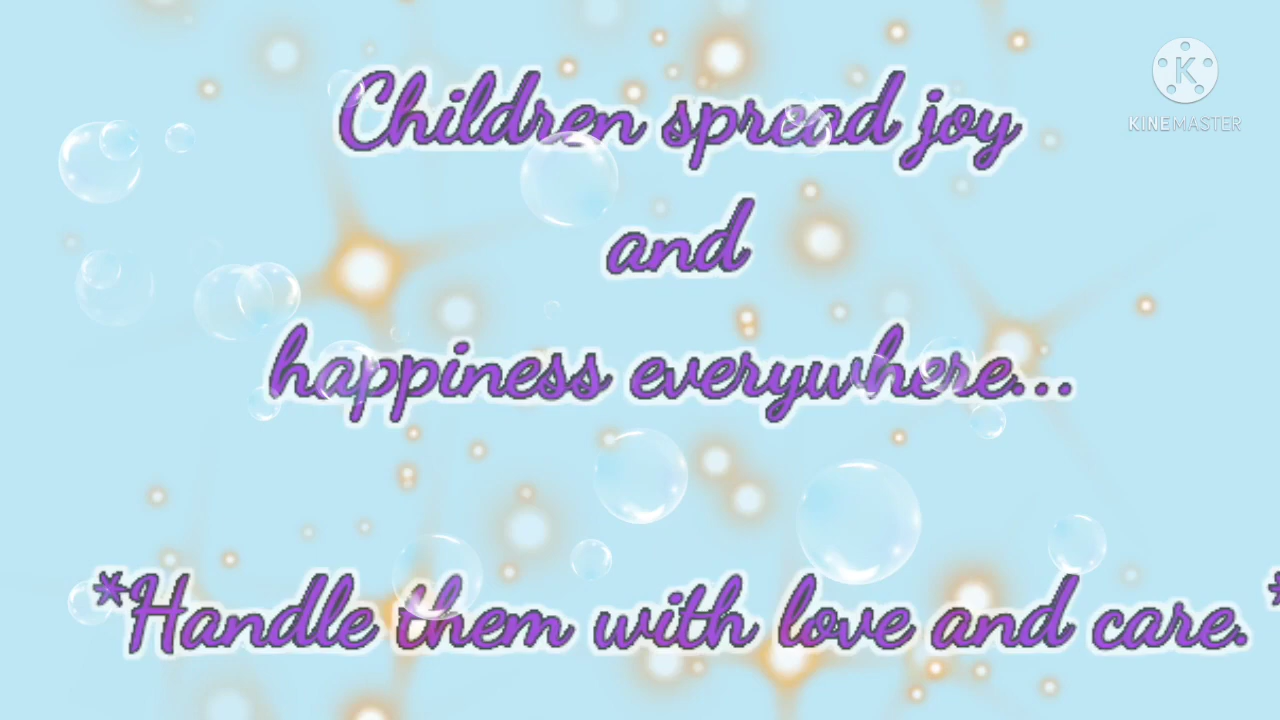 Children spread joy
and
happiness everywhere...
*Handle them with love and care.*
K
KINEMASTER